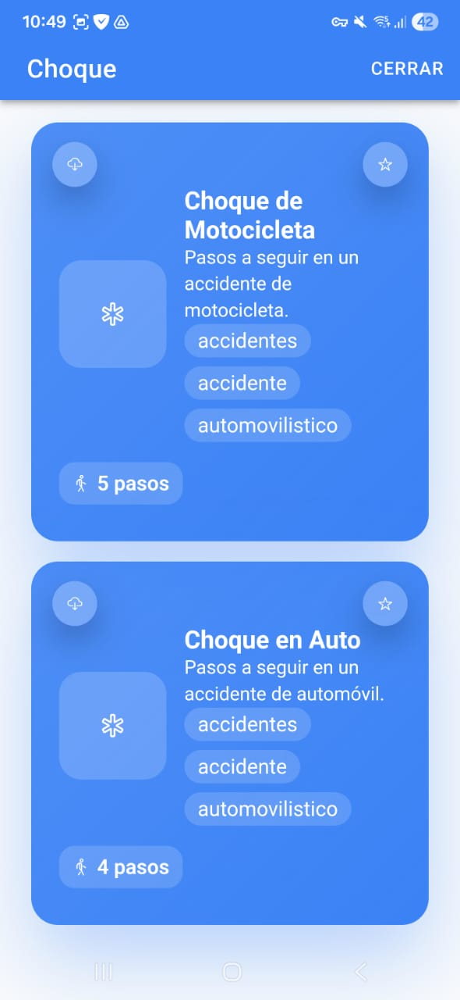 10:49
42
Choque
CERRAR
Choque de
Motocicleta
Pasos a seguir en un
accidente de
motocicleta.
accidentes
accidente
automovilistico
5 pasos
Choque en Auto
Pasos a seguir en un
accidente de automóvil.
accidentes
accidente
automovilistico
4 pasos